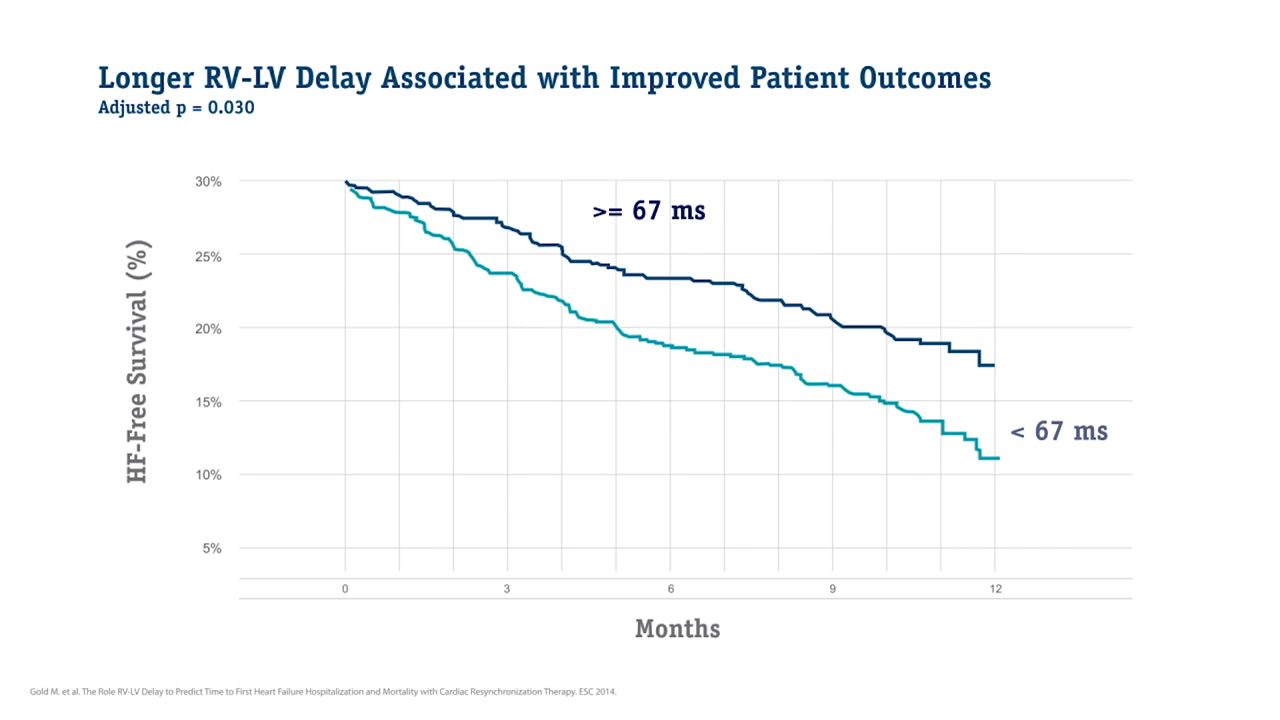 Longer RV-LV Delay Associated with Improved Patient Outcomes
Adjusted p = 0.030
30%
25%
20%
15%
10%
5%
HF-Free Survival (%)
>= 67 ms
< 67 ms
0 3 6 9 12
Months
Gold M. et al. The Role RV-LV Delay to Predict Time to First Heart Failure Hospitalization and Mortality with Cardiac Resynchronization Therapy. ESC 2014.